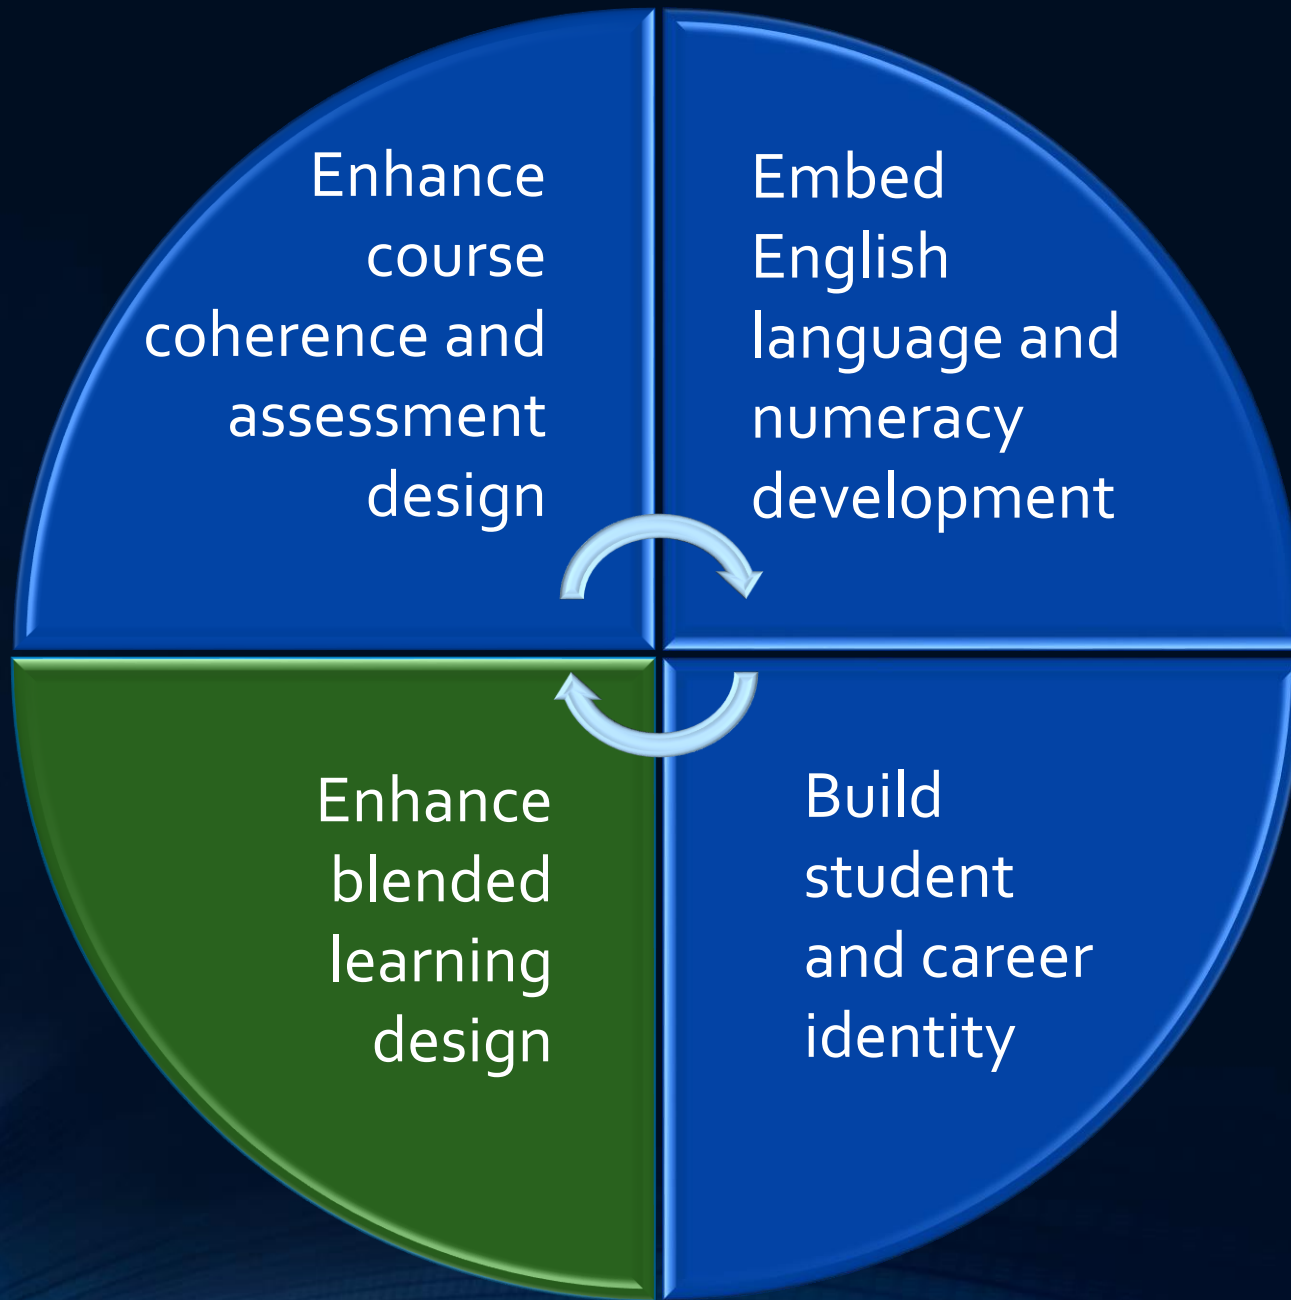 Enhance
course
coherence and
assessment
design
Embed
English
language and
numeracy
development
Enhance
blended
learning
design
Build
student
and career
identity